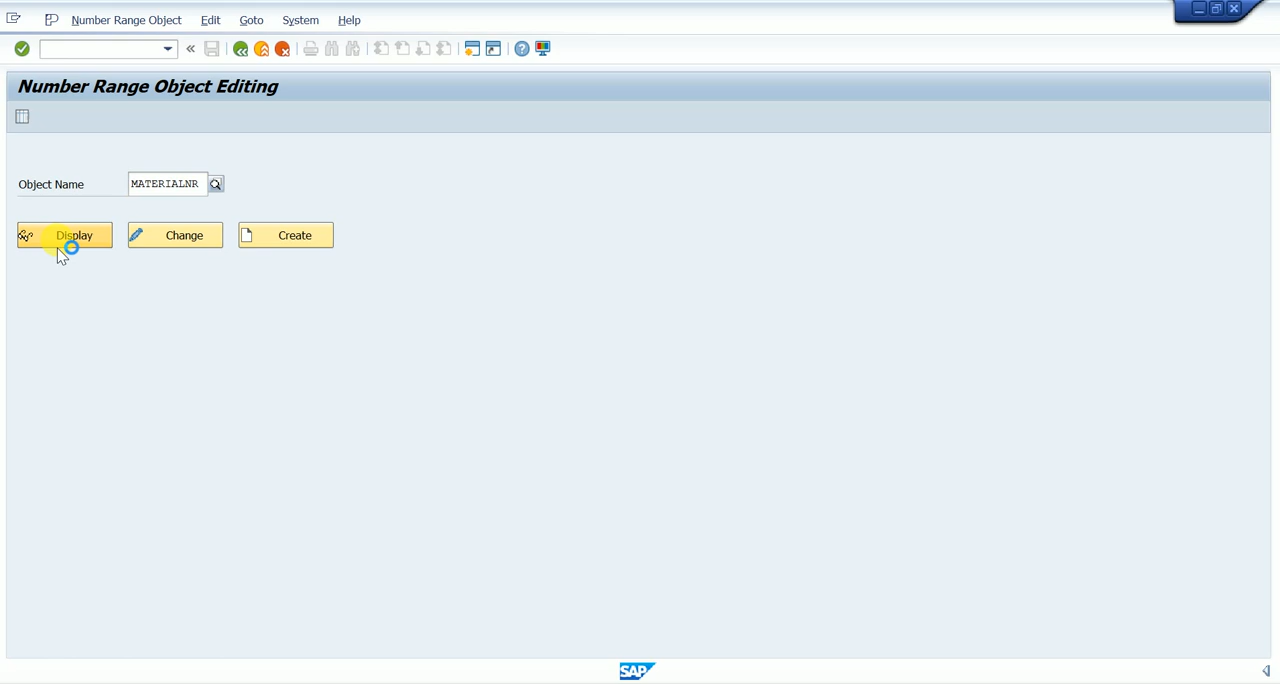 Number Range Object Edit Goto System Help
«
Number Range Object Editing
Object Name MATERIALNR
Display Change Create
SAP